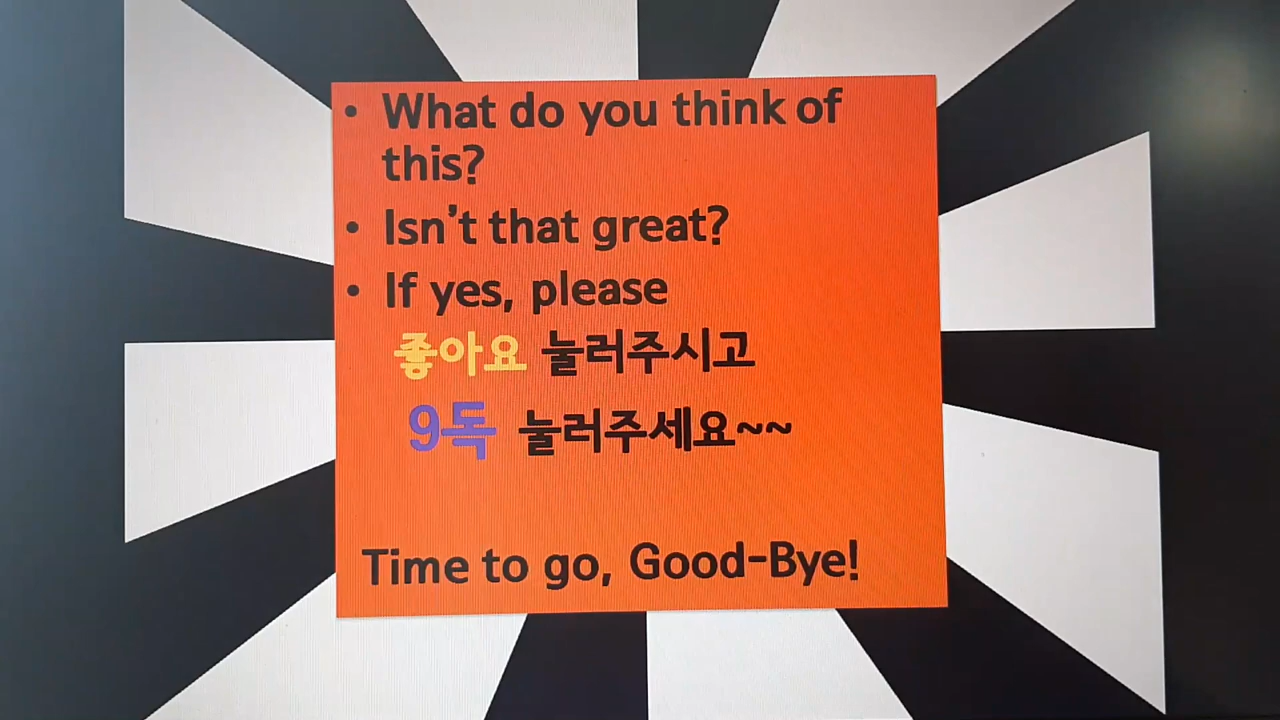 • What do you think of
this?
• Isn't that great?
• If yes, please
좋아요 눌러주시고
9독 눌러주세요~~
Time to go, Good-Bye!